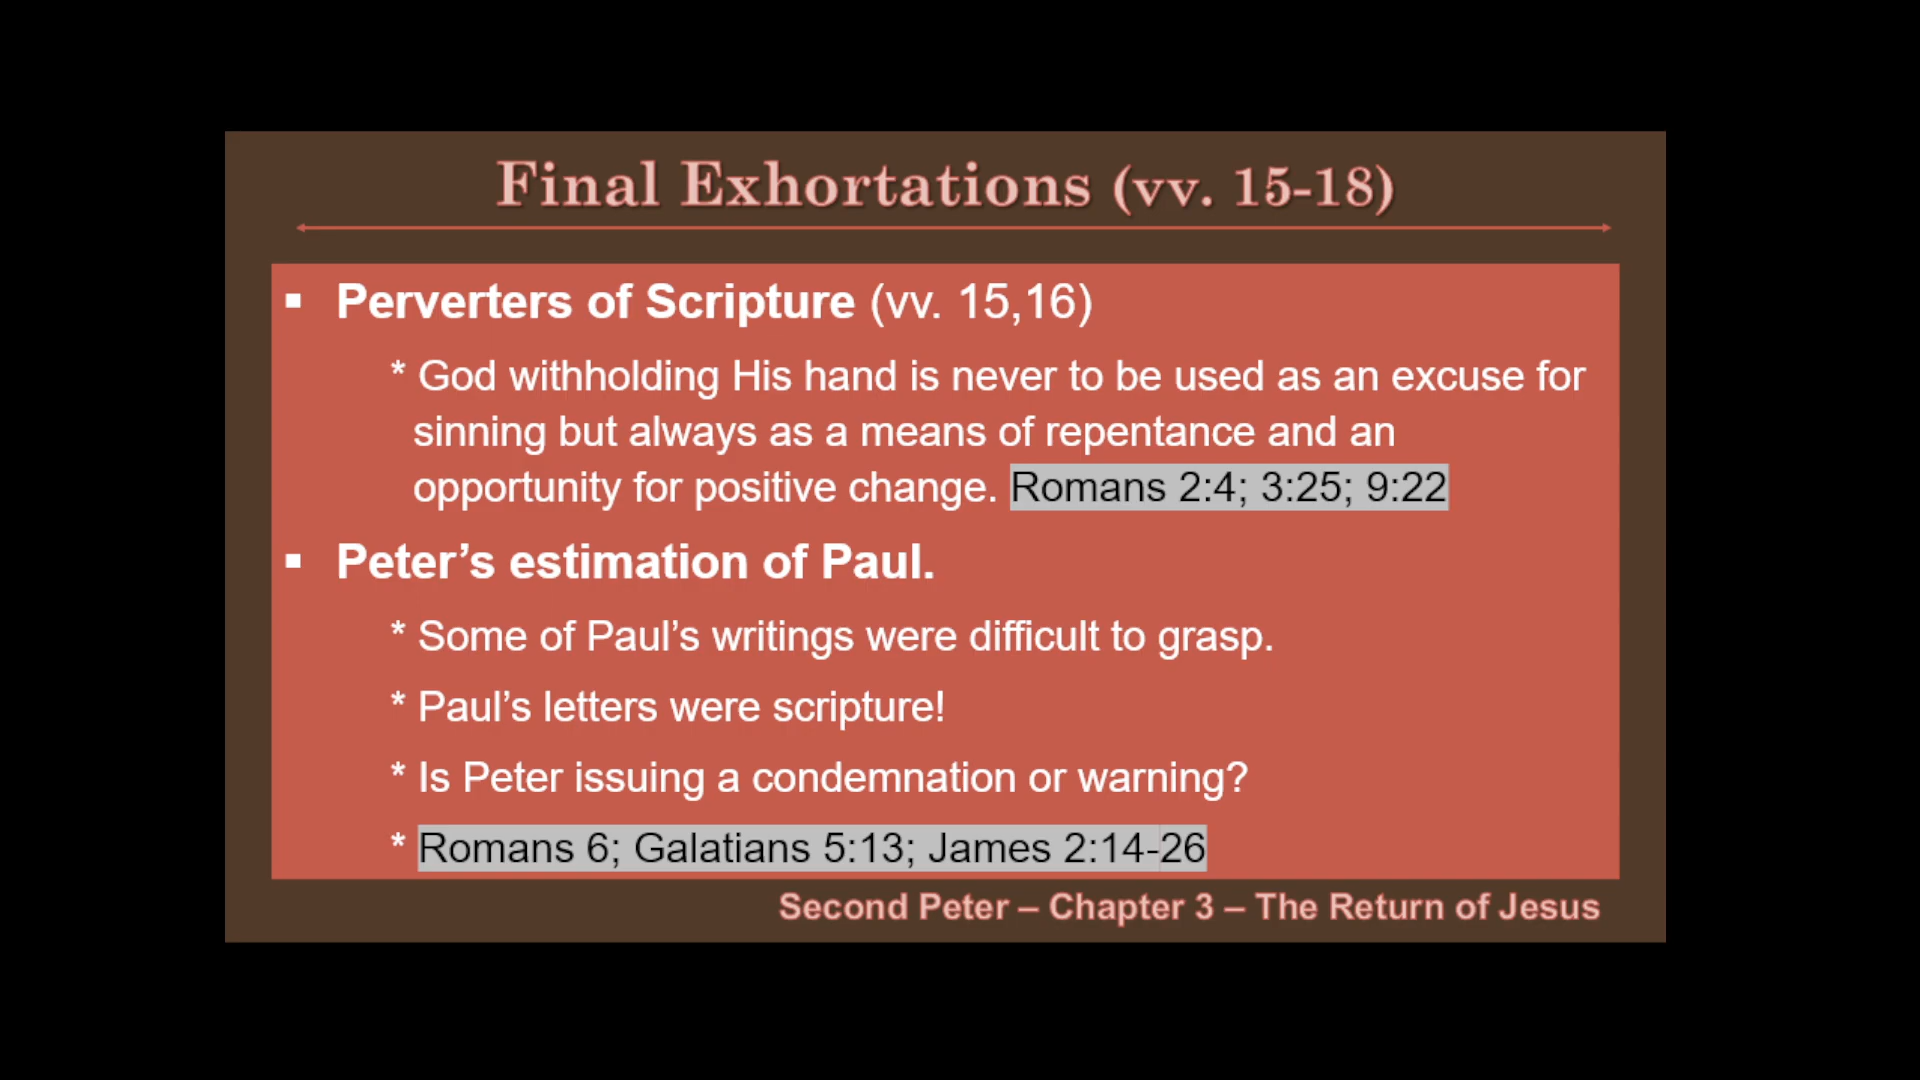 Final Exhortations (vv. 15-18)
▪ Perverters of Scripture (vv. 15,16)
* God withholding His hand is never to be used as an excuse for
sinning but always as a means of repentance and an
opportunity for positive change. Romans 2:4; 3:25; 9:22
▪ Peter’s estimation of Paul.
* Some of Paul’s writings were difficult to grasp.
* Paul’s letters were scripture!
* Is Peter issuing a condemnation or warning?
* Romans 6; Galatians 5:13; James 2:14-26
Second Peter – Chapter 3 – The Return of Jesus